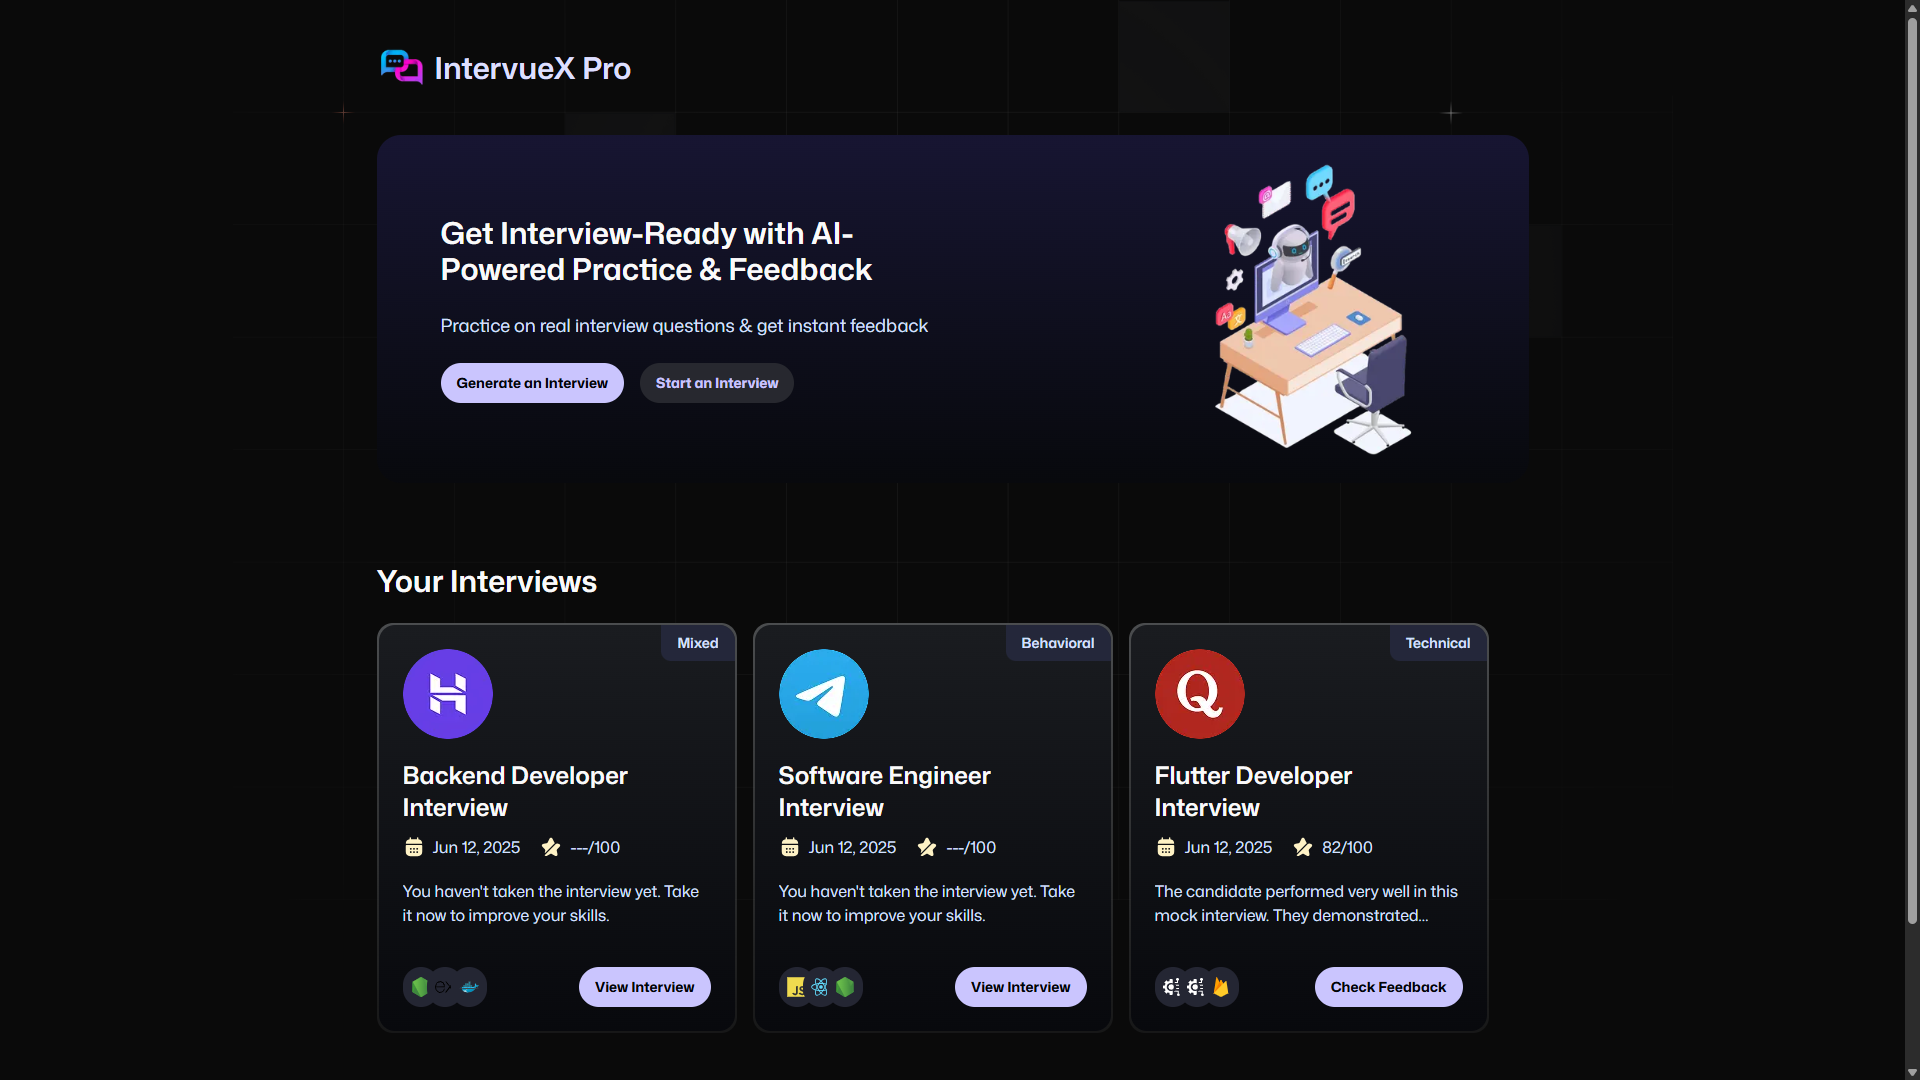 IntervueX Pro
Get Interview-Ready with AI-
Powered Practice & Feedback
Practice on real interview questions & get instant feedback
Generate an Interview
Start an Interview
Your Interviews
Mixed
Backend Developer
Interview
Jun 12, 2025
---/100
You haven't taken the interview yet. Take
it now to improve your skills.
View Interview
Behavioral
Software Engineer
Interview
Jun 12, 2025
---/100
You haven't taken the interview yet. Take
it now to improve your skills.
JS
View Interview
Technical
Flutter Developer
Interview
Jun 12, 2025
82/100
The candidate performed very well in this
mock interview. They demonstrated...
Check Feedback